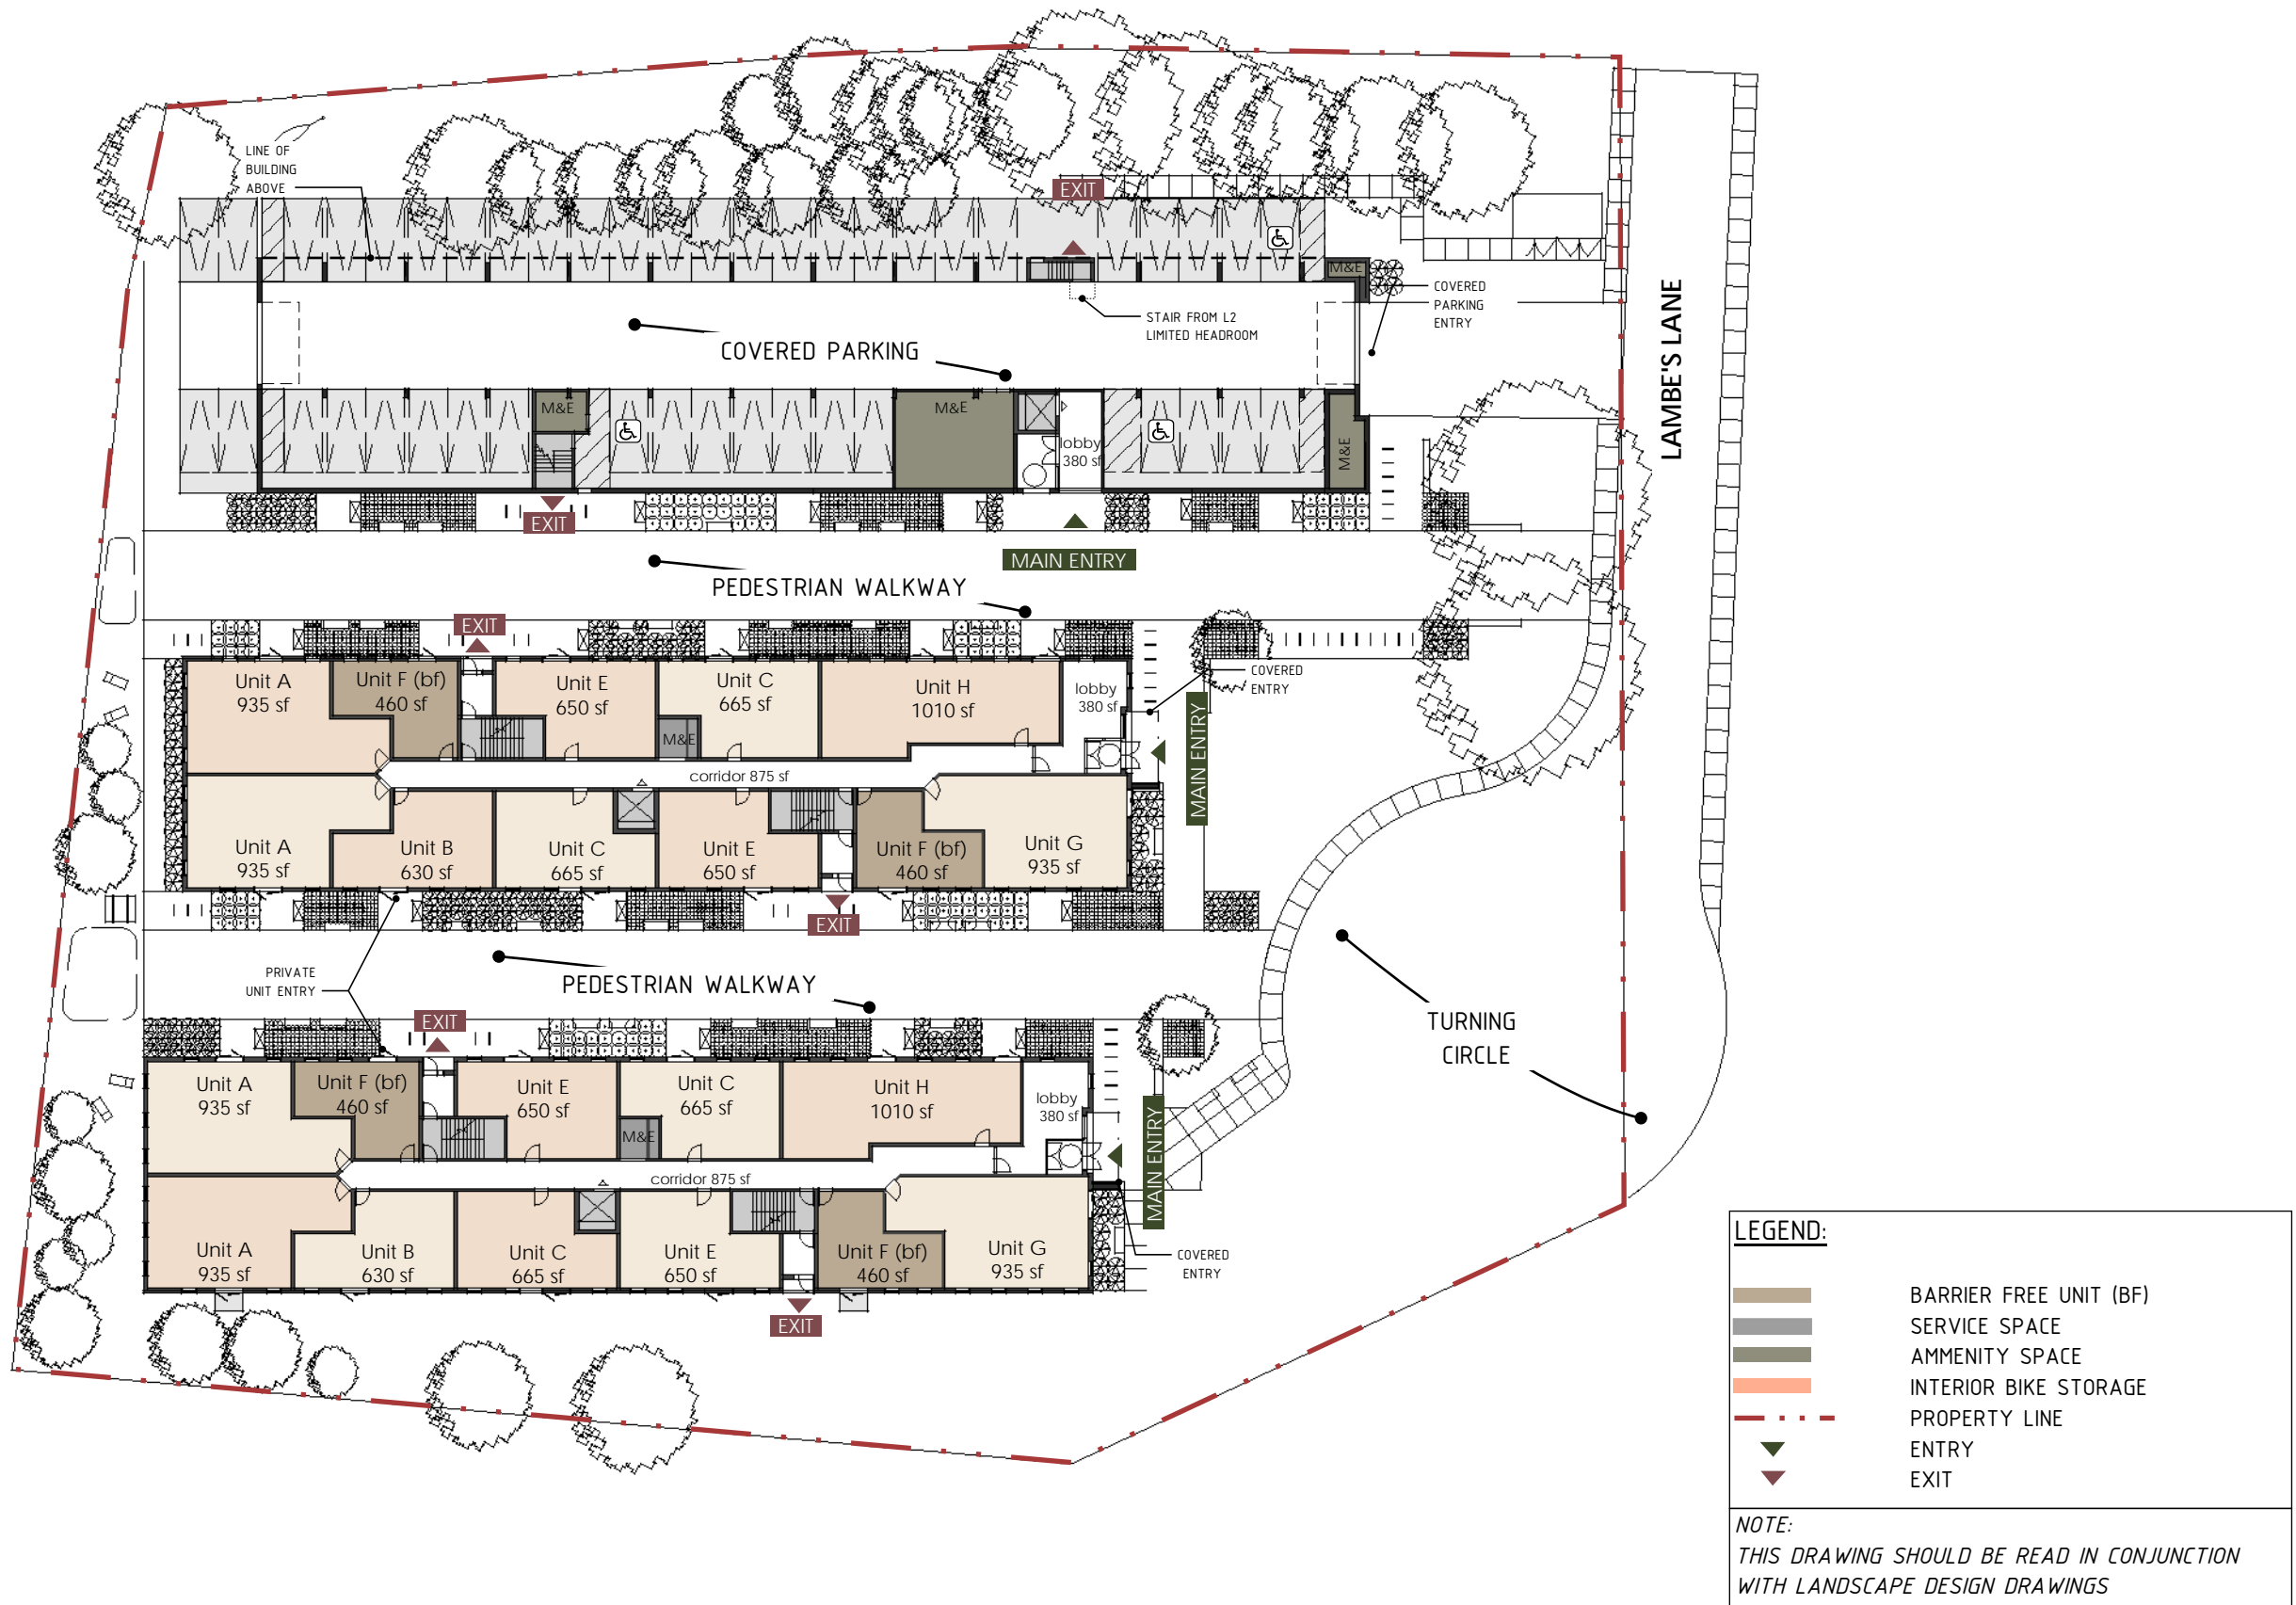 LINE OF
BUILDING
ABOVE
EXIT
M&E
COVERED
PARKING
ENTRY
STAIR FROM L2
LIMITED HEADROOM
COVERED PARKING
LAMBE'S LANE
M&E
M&E
lobby
380 sf
M&E
EXIT
MAIN ENTRY
PEDESTRIAN WALKWAY
EXIT
COVERED
ENTRY
Unit A
935 sf
Unit F (bf)
460 sf
Unit E
650 sf
Unit C
665 sf
Unit H
1010 sf
lobby
380 sf
M&E
MAIN ENTRY
corridor 875 sf
Unit A
935 sf
Unit B
630 sf
Unit C
665 sf
Unit E
650 sf
Unit F (bf)
460 sf
Unit G
935 sf
EXIT
PRIVATE
UNIT ENTRY
PEDESTRIAN WALKWAY
EXIT
TURNING
CIRCLE
Unit A
935 sf
Unit F (bf)
460 sf
Unit E
650 sf
Unit C
665 sf
Unit H
1010 sf
lobby
380 sf
M&E
MAIN ENTRY
corridor 875 sf
Unit A
935 sf
Unit B
630 sf
Unit C
665 sf
Unit E
650 sf
Unit F (bf)
460 sf
Unit G
935 sf
COVERED
ENTRY
EXIT
LEGEND:
BARRIER FREE UNIT (BF)
SERVICE SPACE
AMMENITY SPACE
INTERIOR BIKE STORAGE
PROPERTY LINE
ENTRY
EXIT
NOTE:
THIS DRAWING SHOULD BE READ IN CONJUNCTION
WITH LANDSCAPE DESIGN DRAWINGS